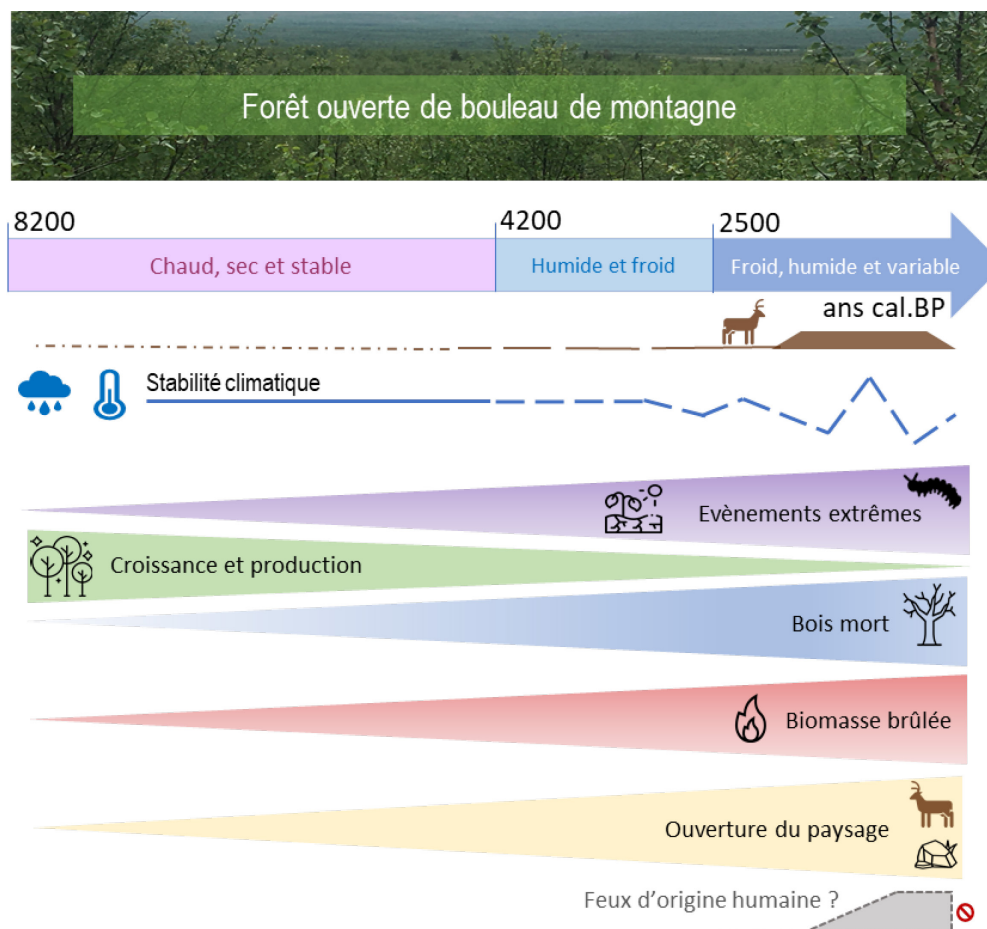 Forêt ouverte de bouleau de montagne
8200
4200
2500
Chaud, sec et stable
Humide et froid
Froid, humide et variable
ans cal.BP
Stabilité climatique
Evènements extrêmes
Croissance et production
Bois mort
Biomasse brûlée
Ouverture du paysage
Feux d'origine humaine ?